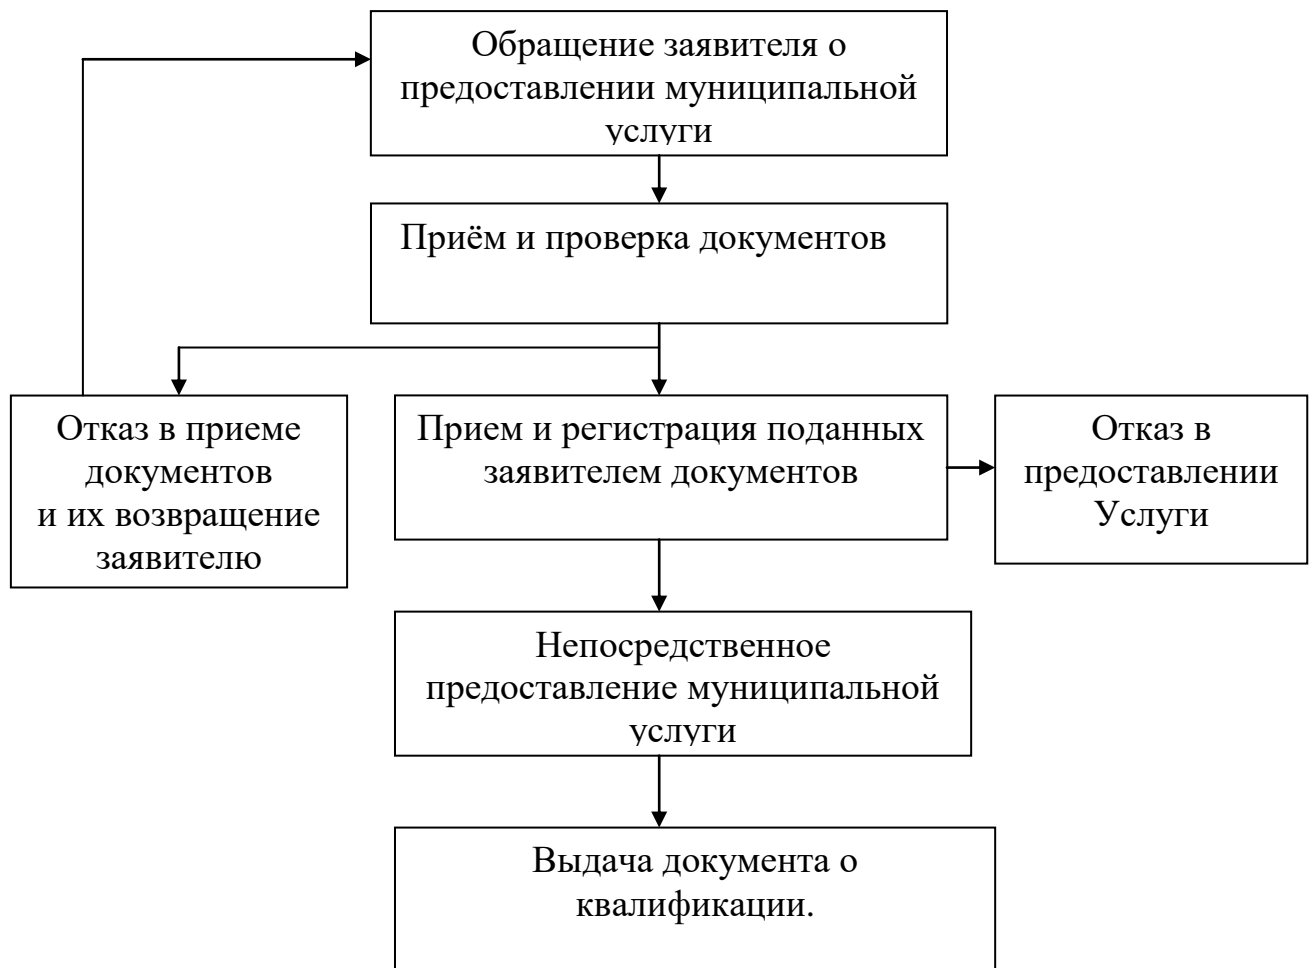 Обращение заявителя о
предоставлении муниципальной
услуги
Приём и проверка документов
Отказ в приеме
документов
и их возвращение
заявителю
Прием и регистрация поданных
заявителем документов
Отказ в
предоставлении
Услуги
Непосредственное
предоставление муниципальной
услуги
Выдача документа о
квалификации.